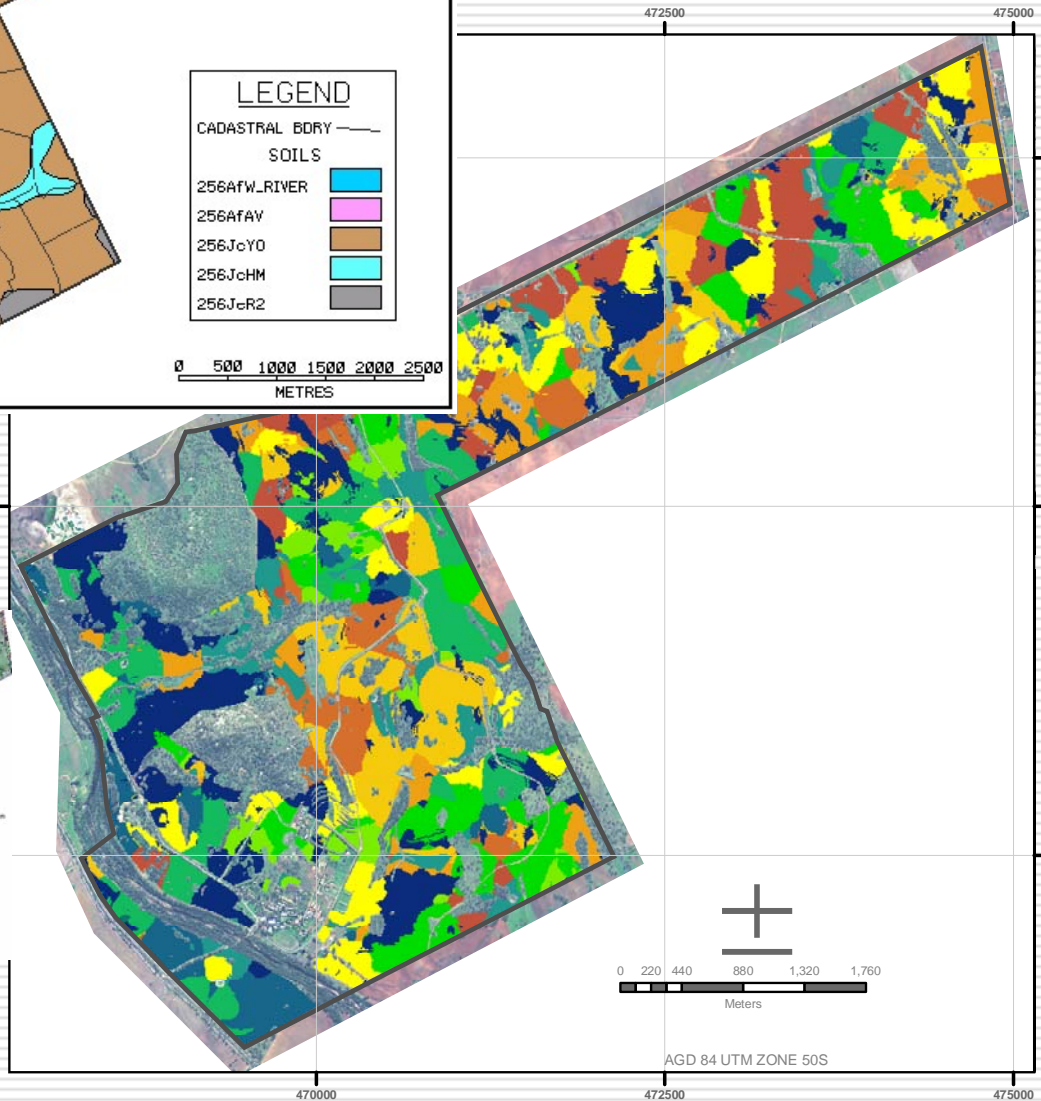 472500
475000
LEGEND
CADASTRAL BDRY
SOILS
256AfW_RIVER
256AfAV
256JcYO
256JcHM
256JcR2
0 500 1000 1500 2000 2500
METRES
0 220 440 880 1,320 1,760
Meters
AGD 84 UTM ZONE 50S
470000
472500
475000